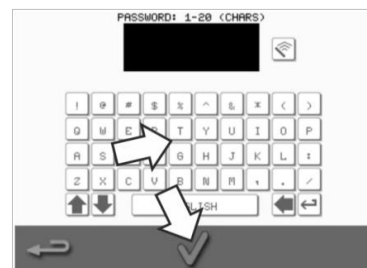 PASSWORD: 1-20 (CHARS)
! @ # $ % ^ & * ( )
Q W E T Y U I O P
A S G H J K L :
Z X C V B N M , . /